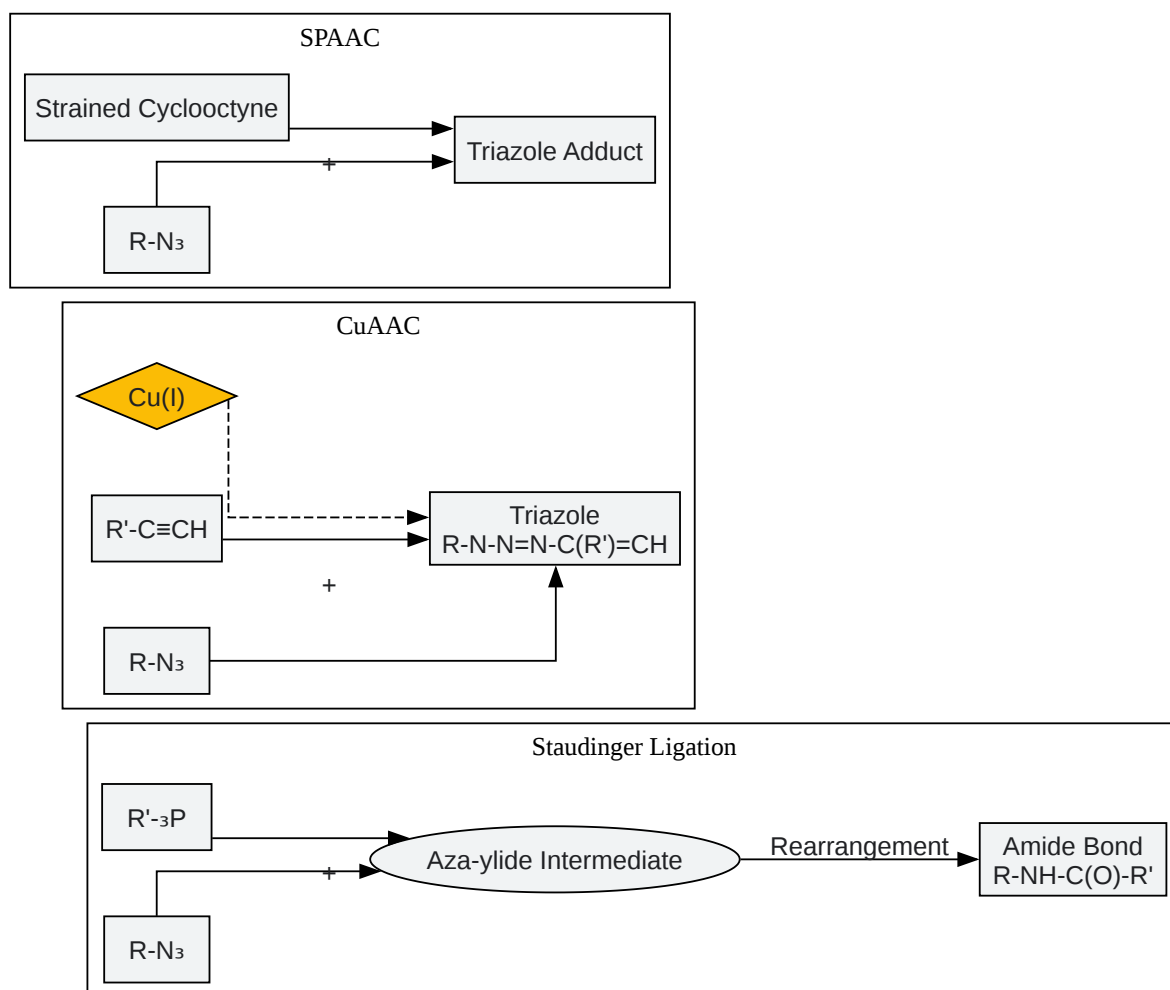 SPAAC
Strained Cyclooctyne
Triazole Adduct
+
R-N₃
CuAAC
Cu(I)
R'-C≡CH
Triazole
R-N-N=N-C(R')=CH
+
R-N₃
Staudinger Ligation
R'-₃P
Aza-ylide Intermediate
Rearrangement
Amide Bond
R-NH-C(O)-R'
+
R-N₃